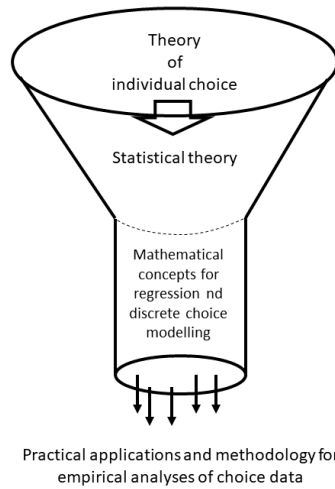 Theory
of
individual choice
Statistical theory
Mathematical
concepts for
regression nd
discrete choice
modelling
Practical applications and methodology for
empirical analyses of choice data